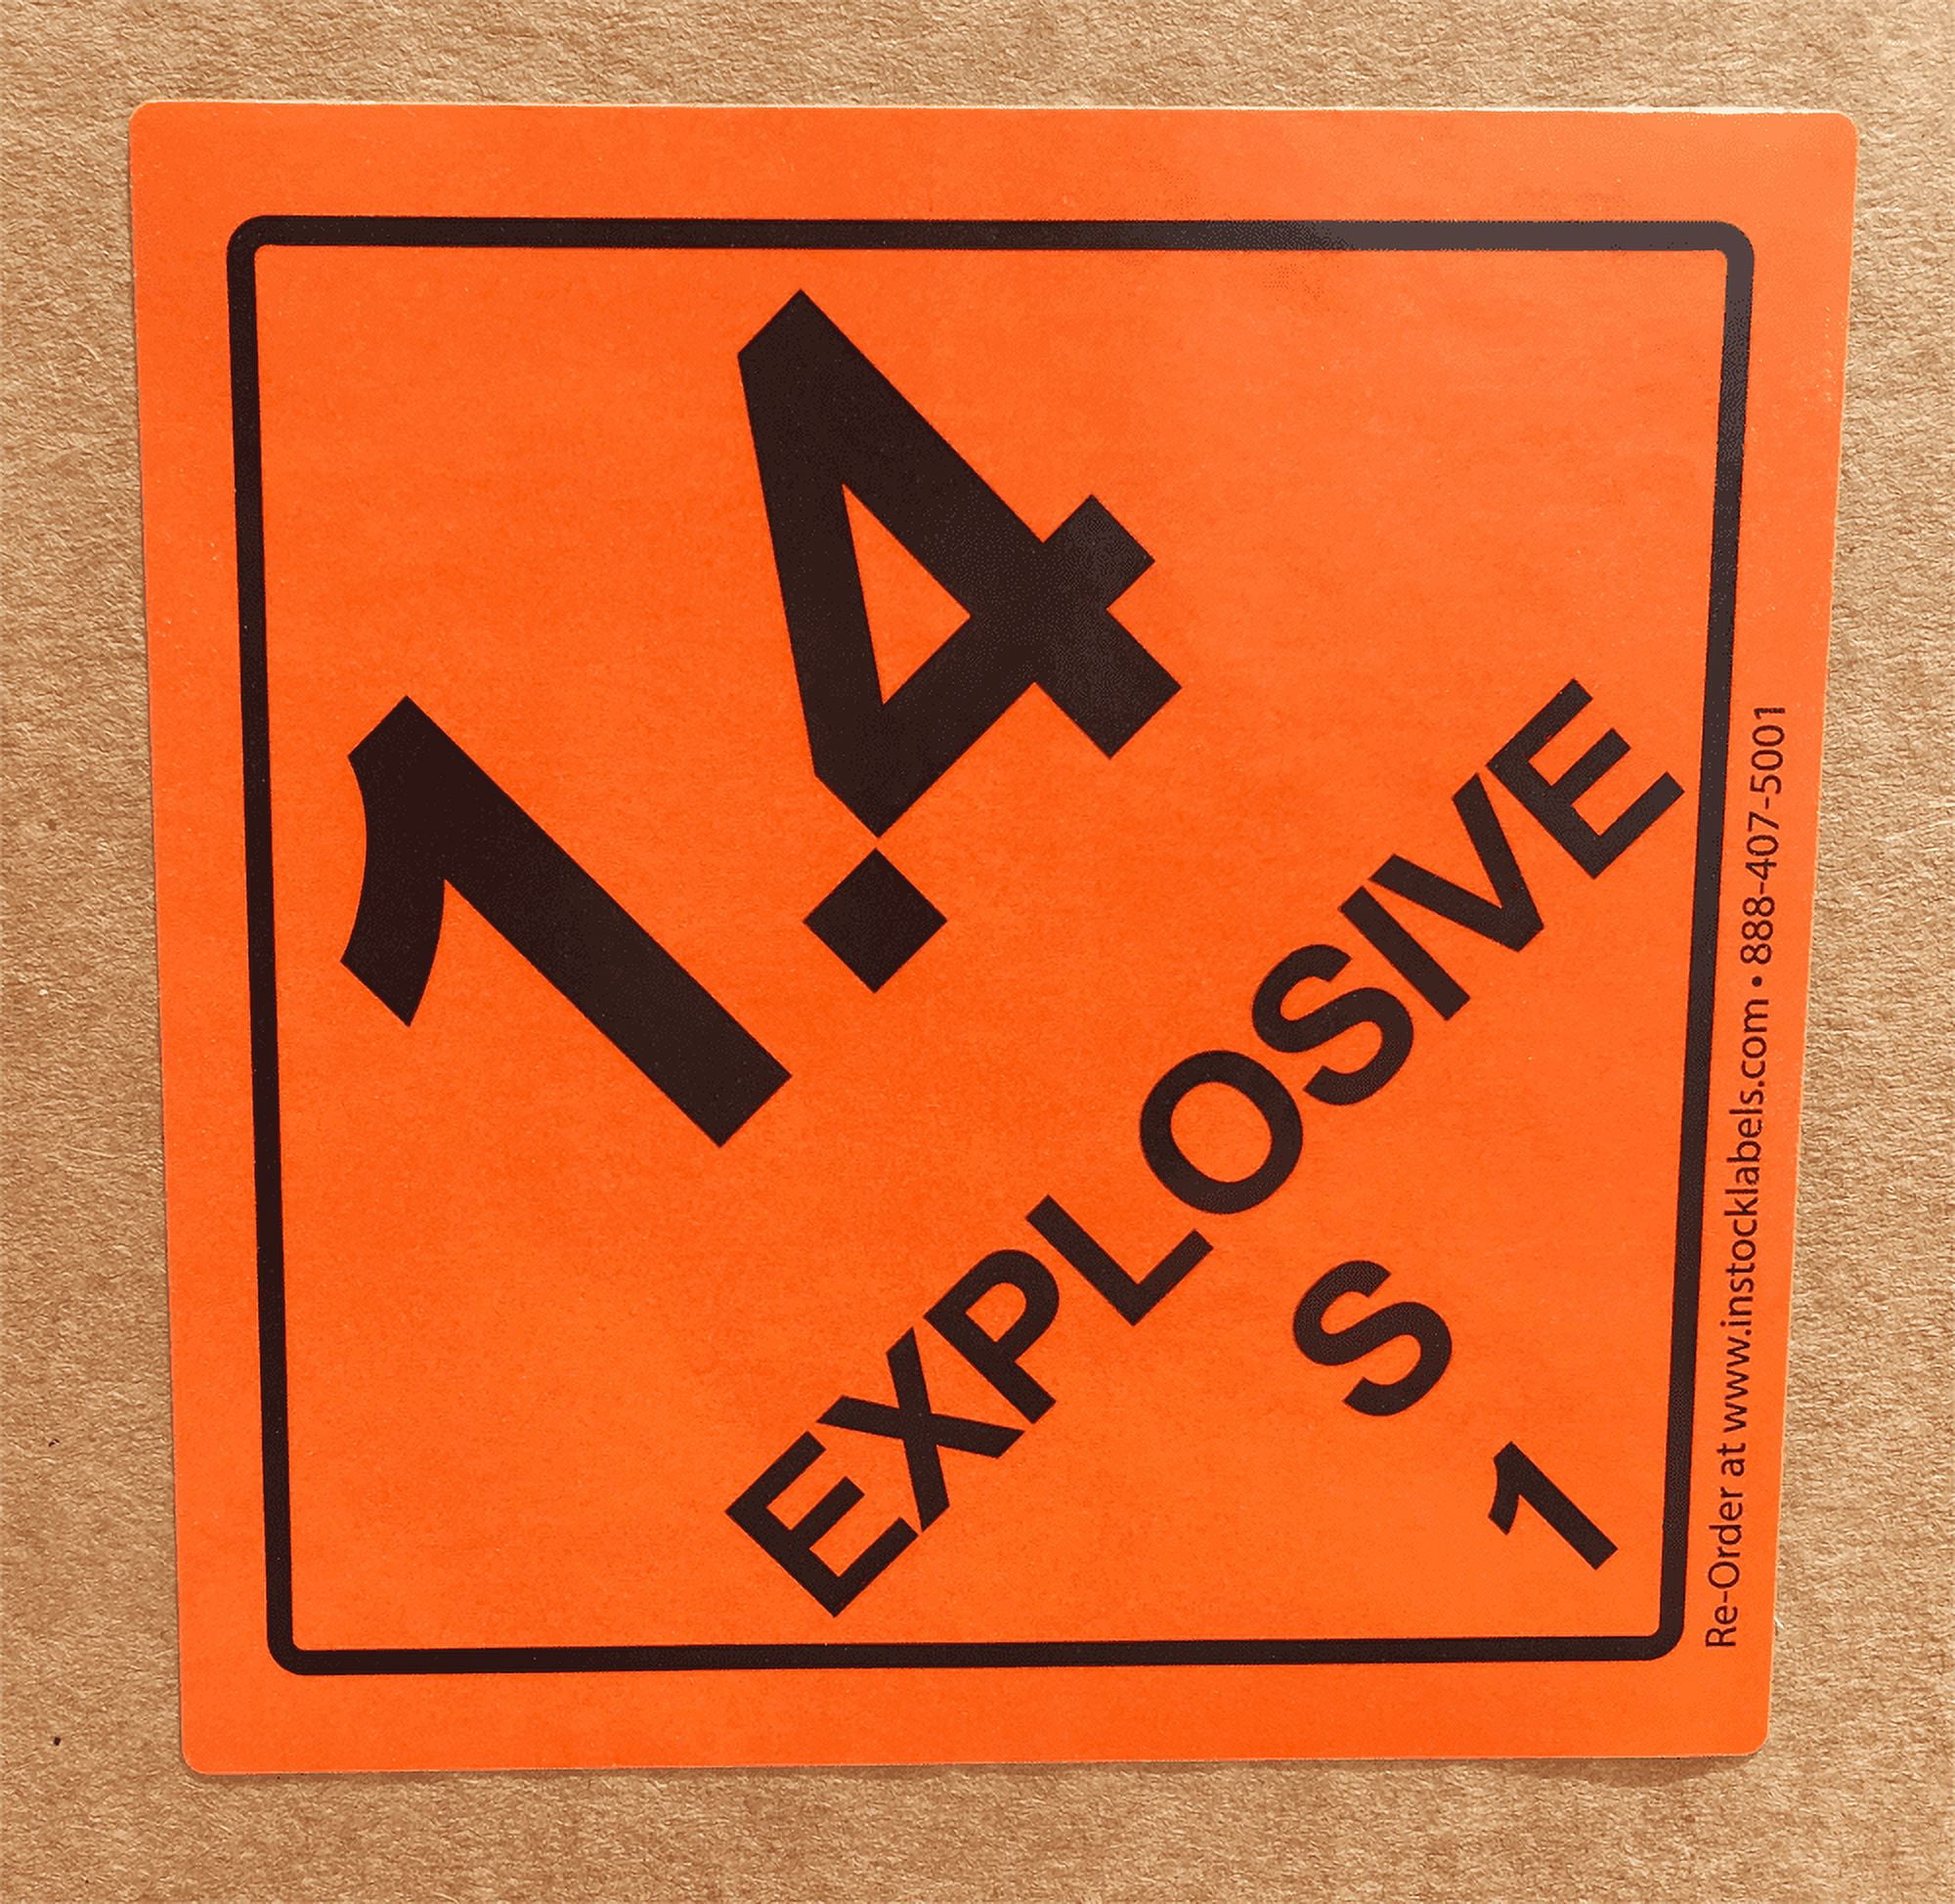 1.4
EXPLOSIVE
S
1
Re-Order at www.instocklabels.com • 888-407-5001